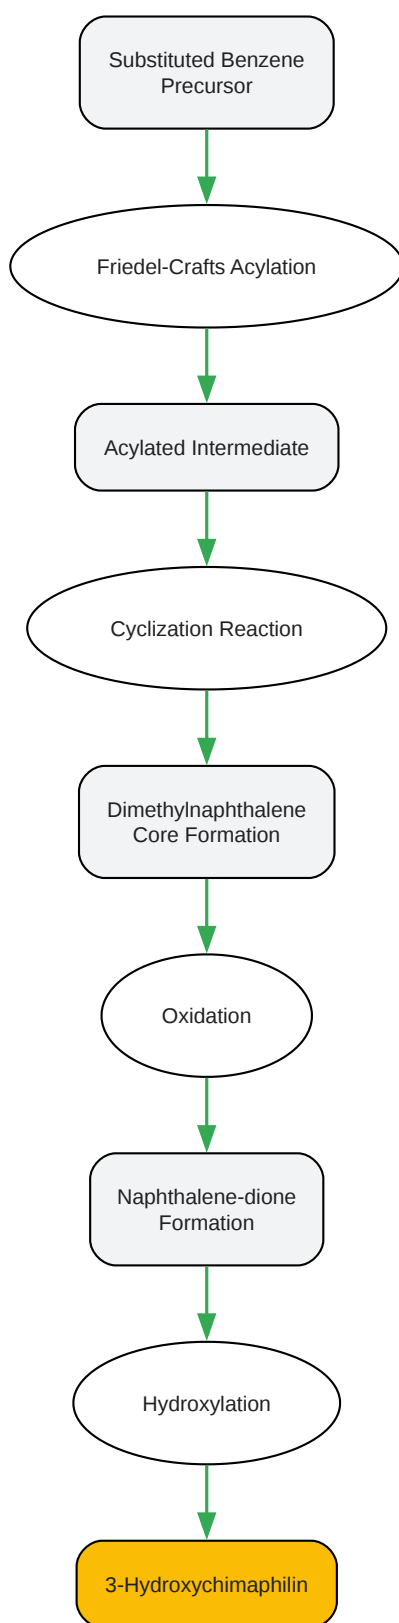 Substituted Benzene
Precursor
Friedel-Crafts Acylation
Acylated Intermediate
Cyclization Reaction
Dimethylnaphthalene
Core Formation
Oxidation
Naphthalene-dione
Formation
Hydroxylation
3-Hydroxychimaphilin